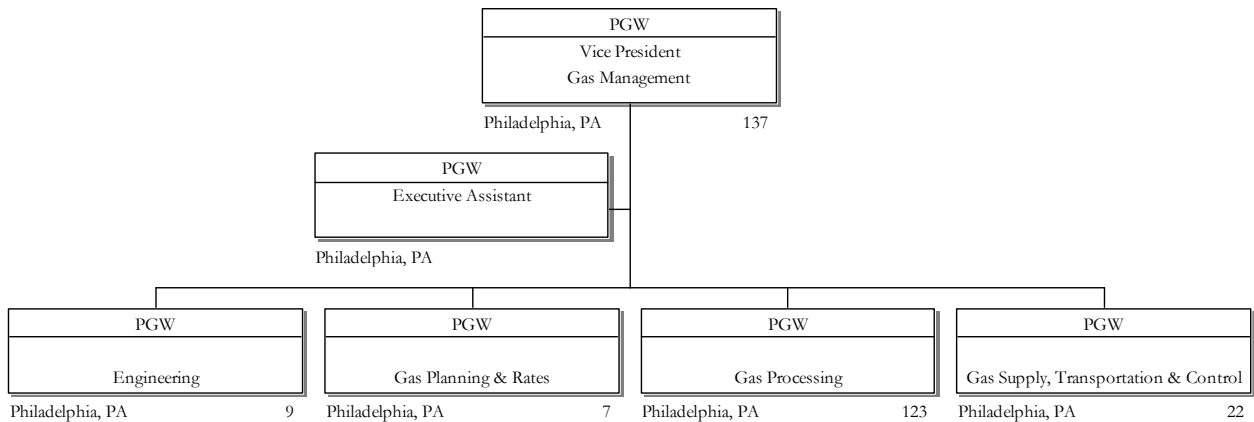 PGW
Vice President
Gas Management
Philadelphia, PA 137
PGW
Executive Assistant
Philadelphia, PA
PGW
Engineering
Philadelphia, PA 9
PGW
Gas Planning & Rates
Philadelphia, PA 7
PGW
Gas Processing
Philadelphia, PA 123
PGW
Gas Supply, Transportation & Control
Philadelphia, PA 22